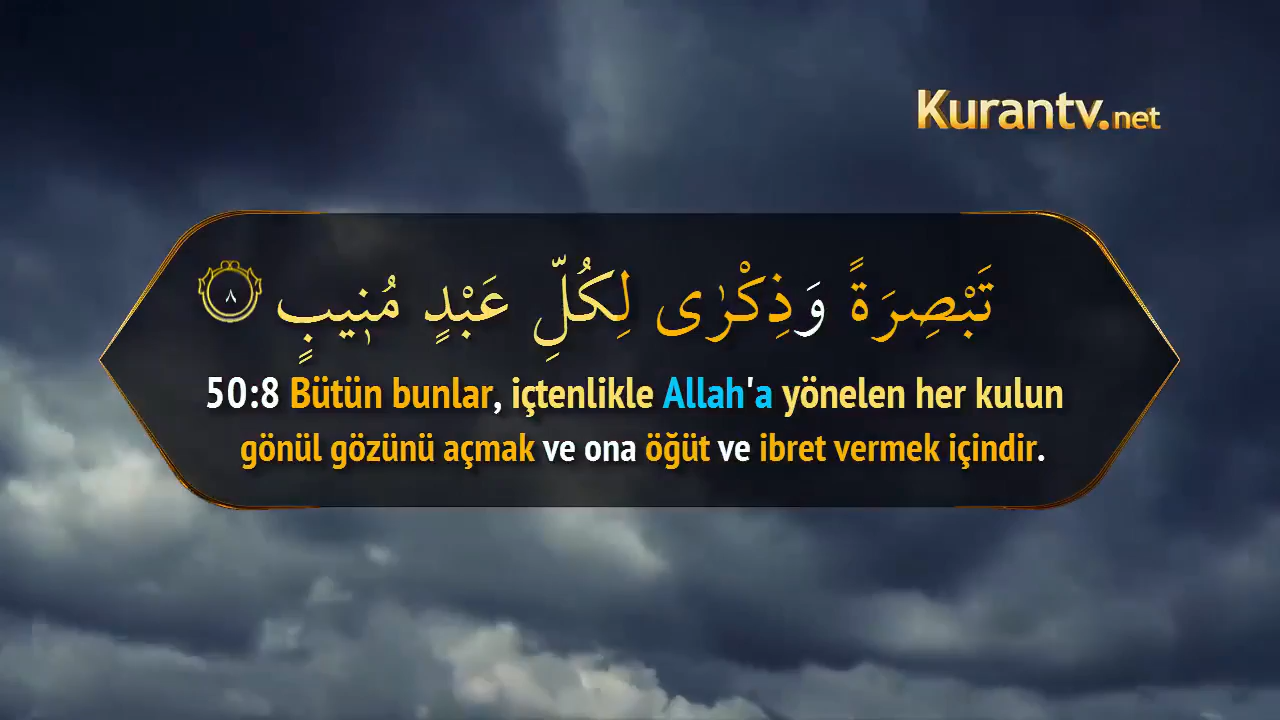 Kurantv.net
تَبْصِرَةً وَذِكْرٰى لِكُلِّ عَبْدٍ مُن۪يبٍ ٨
50:8 Bütün bunlar, içtenlikle Allah'a yönelen her kulun
gönül gözünü açmak ve ona öğüt ve ibret vermek içindir.